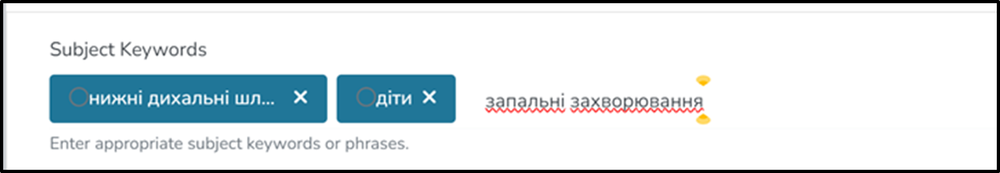 Subject Keywords
нижні дихальні шл... × діти × запальні захворювання
Enter appropriate subject keywords or phrases.